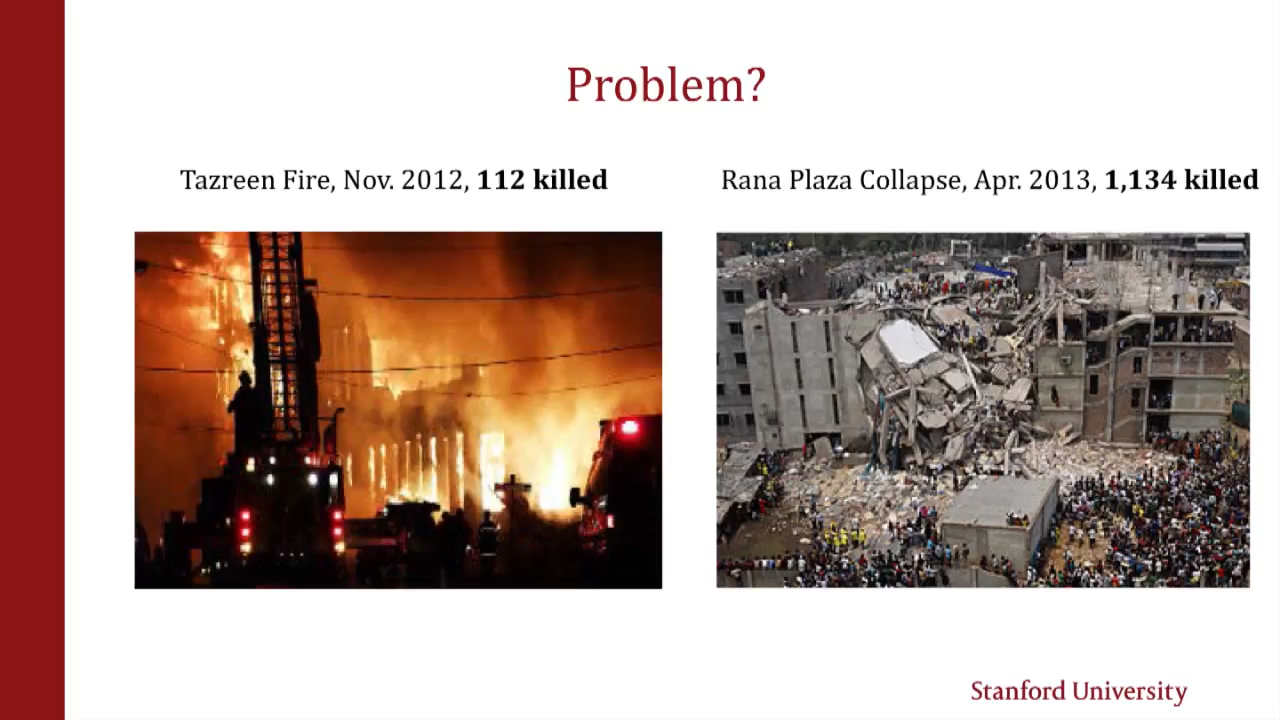 Problem?
Tazreen Fire, Nov. 2012, 112 killed
Rana Plaza Collapse, Apr. 2013, 1,134 killed
Stanford University